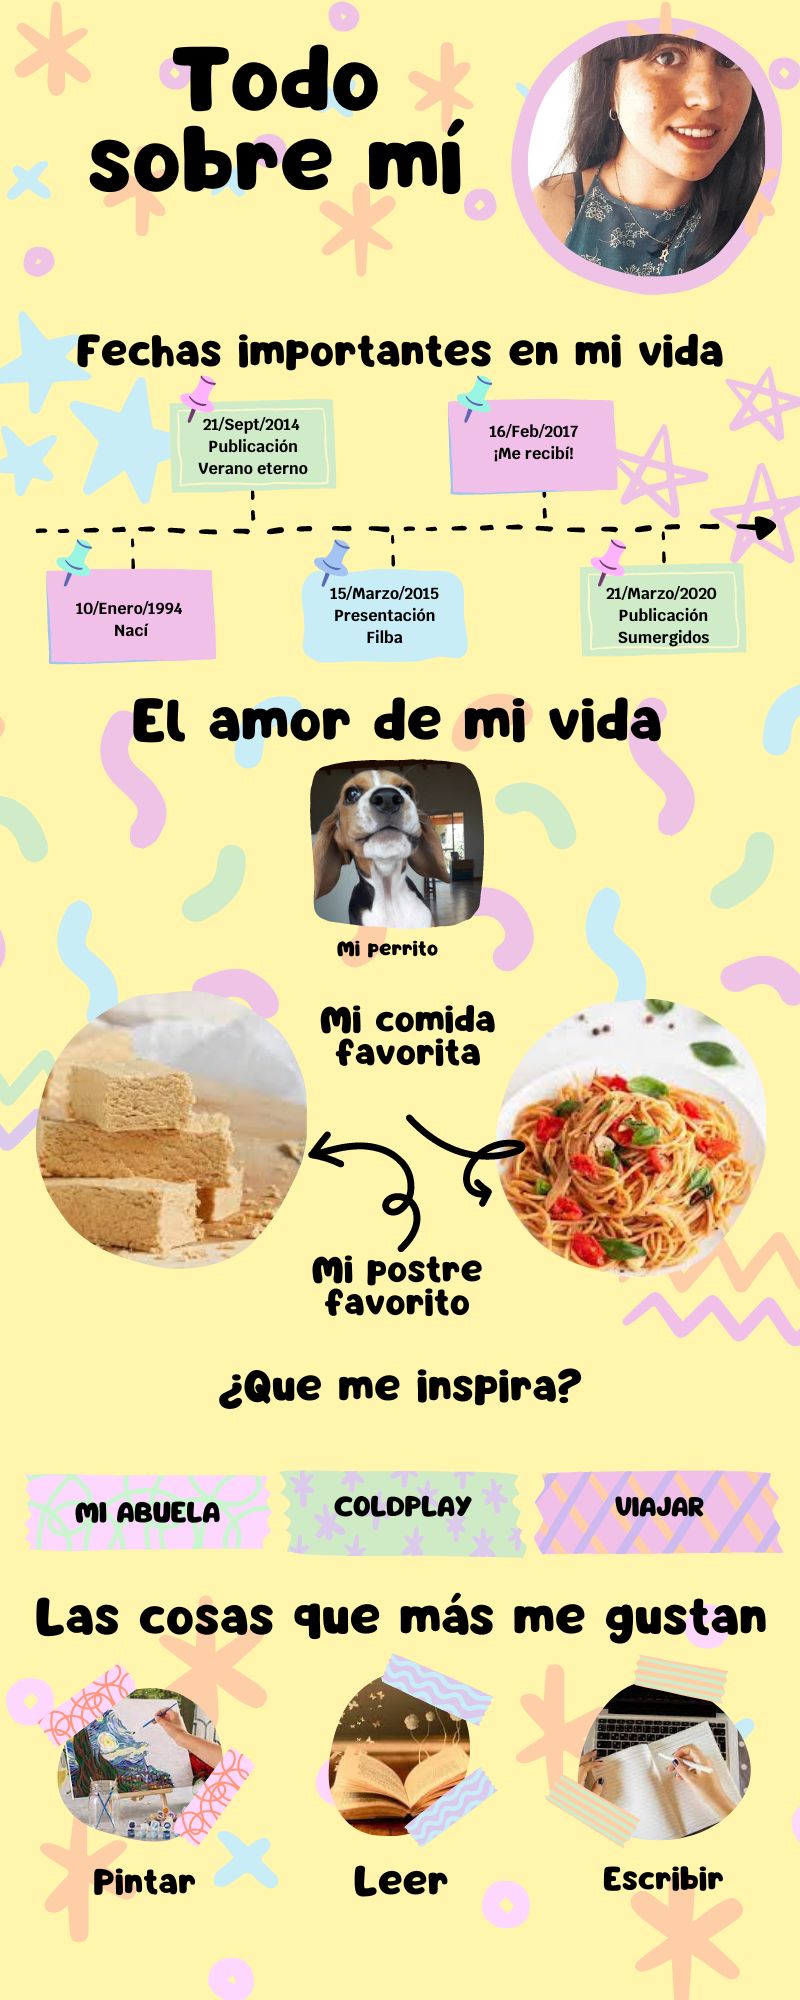 Todo
sobre mí
Fechas importantes en mi vida
21/Sept/2014
Publicación
Verano eterno
16/Feb/2017
¡Me recibí!
10/Enero/1994
Nací
15/Marzo/2015
Presentación
Filba
21/Marzo/2020
Publicación
Sumergidos
El amor de mi vida
Mi perrito
Mi comida
favorita
Mi postre
favorito
¿Que me inspira?
MI ABUELA
COLDPLAY
VIAJAR
Las cosas que más me gustan
Pintar
Leer
Escribir